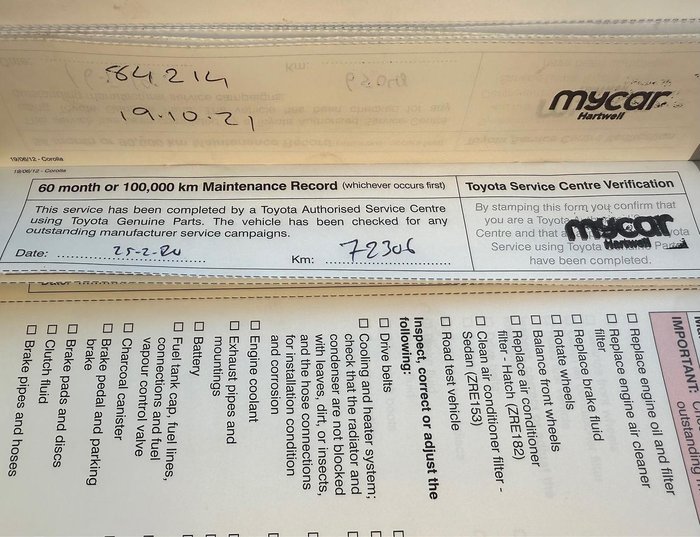 84214
19.10.21
mycar
Hartwell
19/06/12 - Corolla
19/06/12 - Corolla
60 month or 100,000 km Maintenance Record (whichever occurs first)
This service has been completed by a Toyota Authorised Service Centre
using Toyota Genuine Parts. The vehicle has been checked for any
outstanding manufacturer service campaigns.
Date: 25-2-20 Km: 72306
Toyota Service Centre Verification
By stamping this form you confirm that
you are a Toyota
Centre and that a
Service using Toyota
have been completed.
mycar
Hartwell
IMPORTANT:
outstanding
☐ Replace engine oil and filter
☐ Replace engine air cleaner
filter
☐ Replace brake fluid
☐ Rotate wheels
☐ Balance front wheels
☐ Replace air conditioner
filter - Hatch (ZRE182)
☐ Clean air conditioner filter -
Sedan (ZRE153)
☐ Road test vehicle
Inspect, correct or adjust the
following:
☐ Drive belts
☐ Cooling and heater system;
check that the radiator and
condenser are not blocked
with leaves, dirt, or insects,
and the hose connections
for installation condition
and corrosion
☐ Engine coolant
☐ Exhaust pipes and
mountings
☐ Battery
☐ Fuel tank cap, fuel lines,
connections and fuel
vapour control valve
☐ Charcoal canister
☐ Brake pedal and parking
brake
☐ Brake pads and discs
☐ Clutch fluid
☐ Brake pipes and hoses